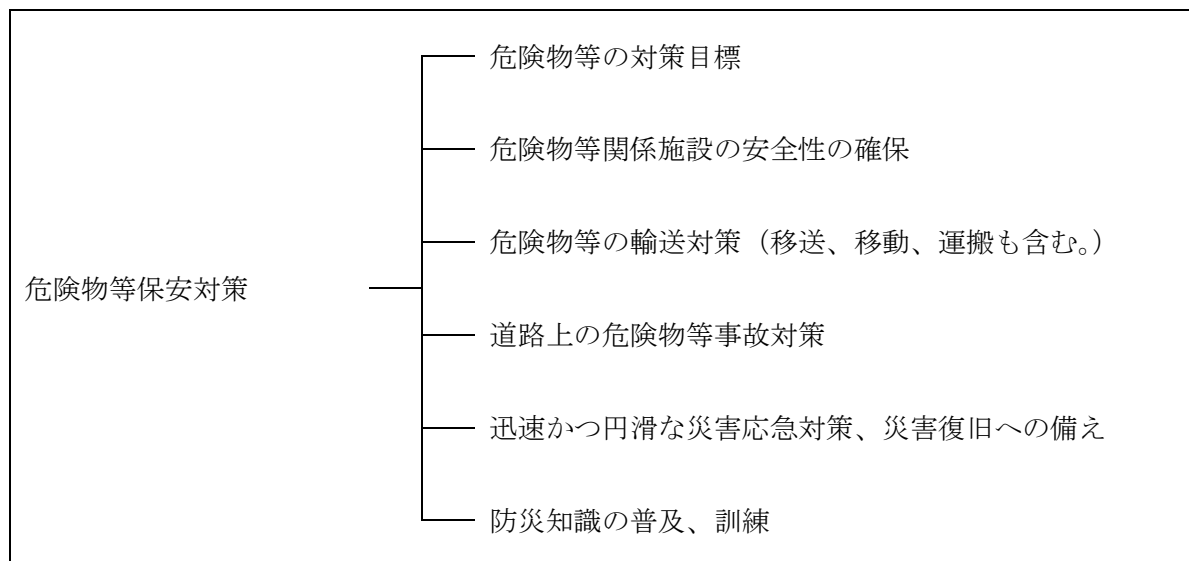 危険物等の対策目標
危険物等関係施設の安全性の確保
危険物等の輸送対策（移送、移動、運搬も含む。）
危険物等保安対策
道路上の危険物等事故対策
迅速かつ円滑な災害応急対策、災害復旧への備え
防災知識の普及、訓練